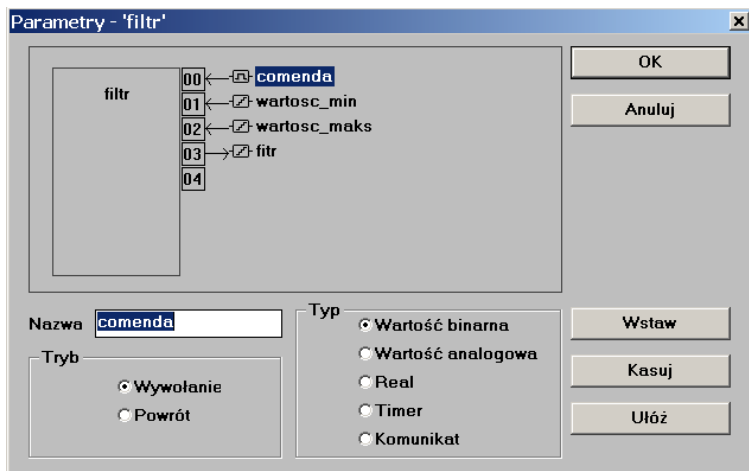 Parametry - 'filtr'
filtr
00 comenda
01 wartosc_min
02 wartosc_maks
03 fitr
04
OK
Anuluj
Nazwa comenda
Tryb
Wywołanie
Powrót
Typ
Wartość binarna
Wartość analogowa
Real
Timer
Komunikat
Wstaw
Kasuj
Ułóż